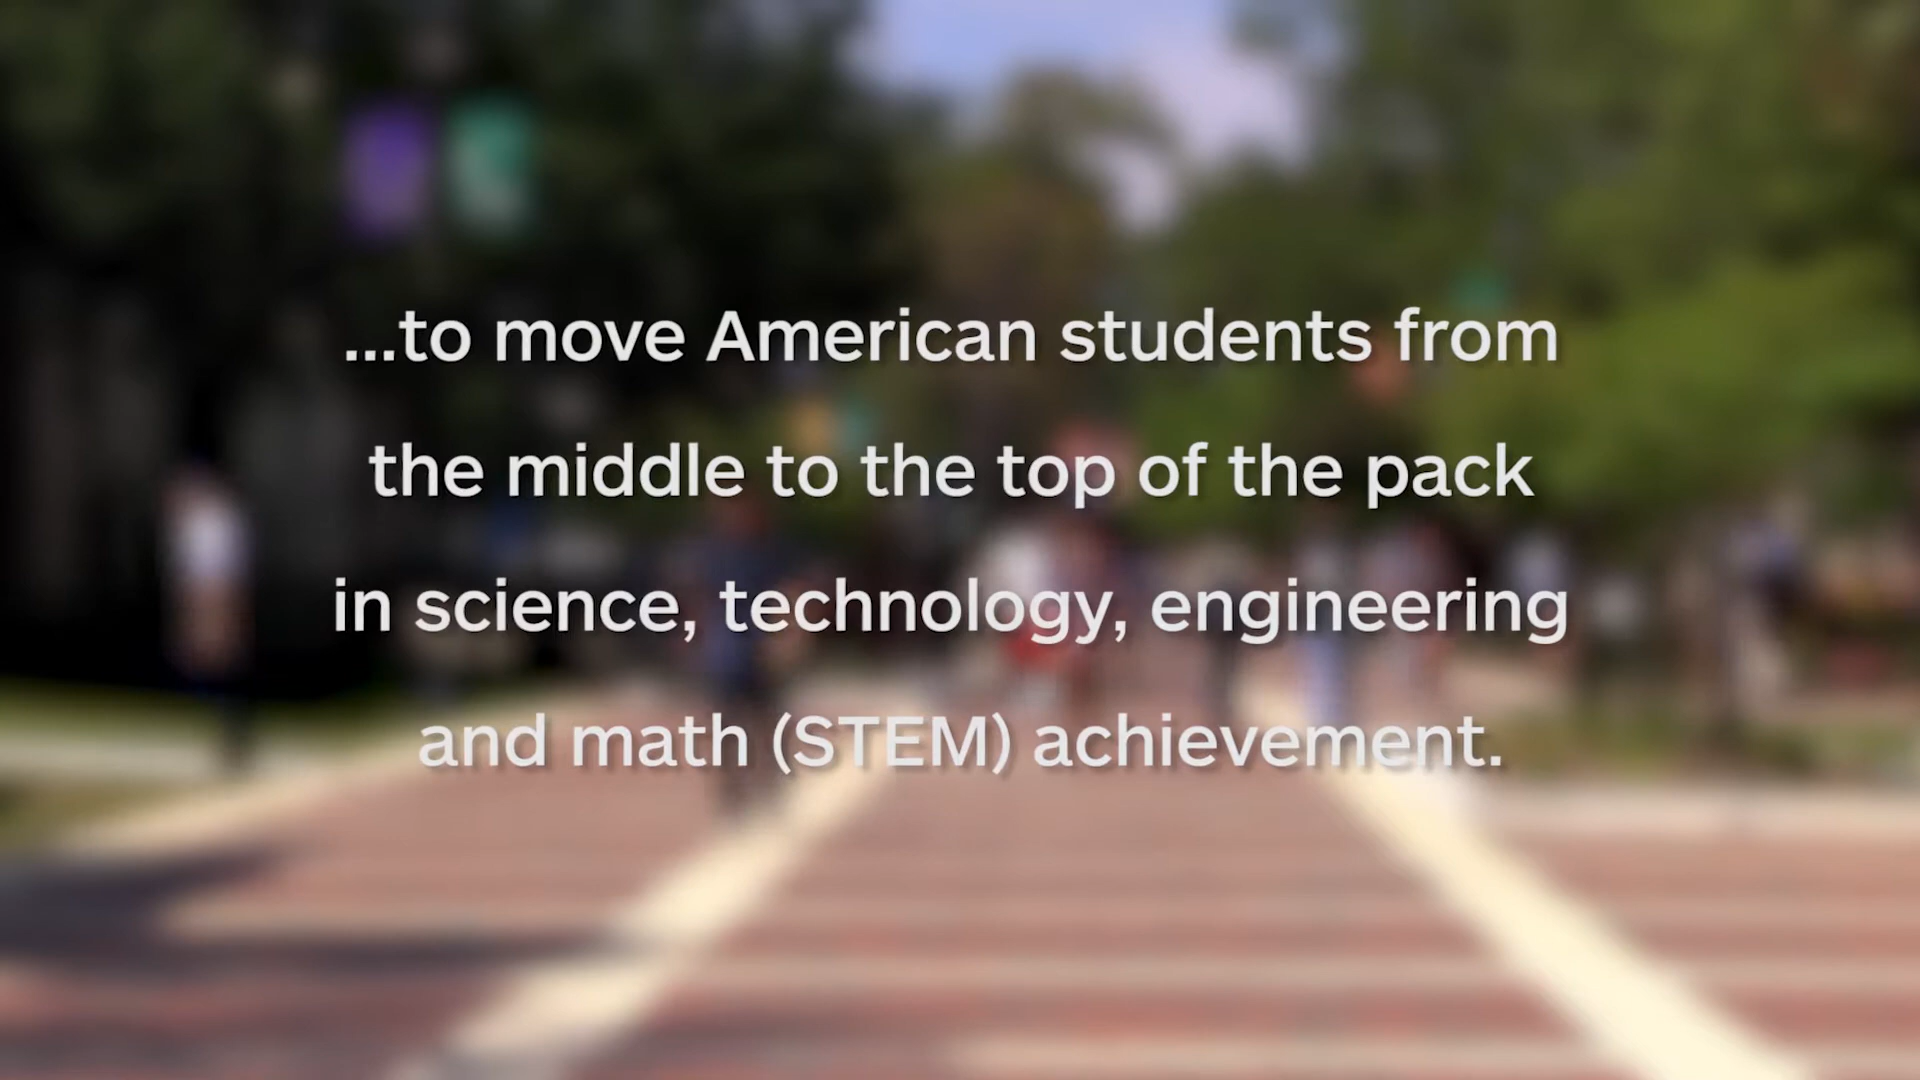 ...to move American students from
the middle to the top of the pack
in science, technology, engineering
and math (STEM) achievement.